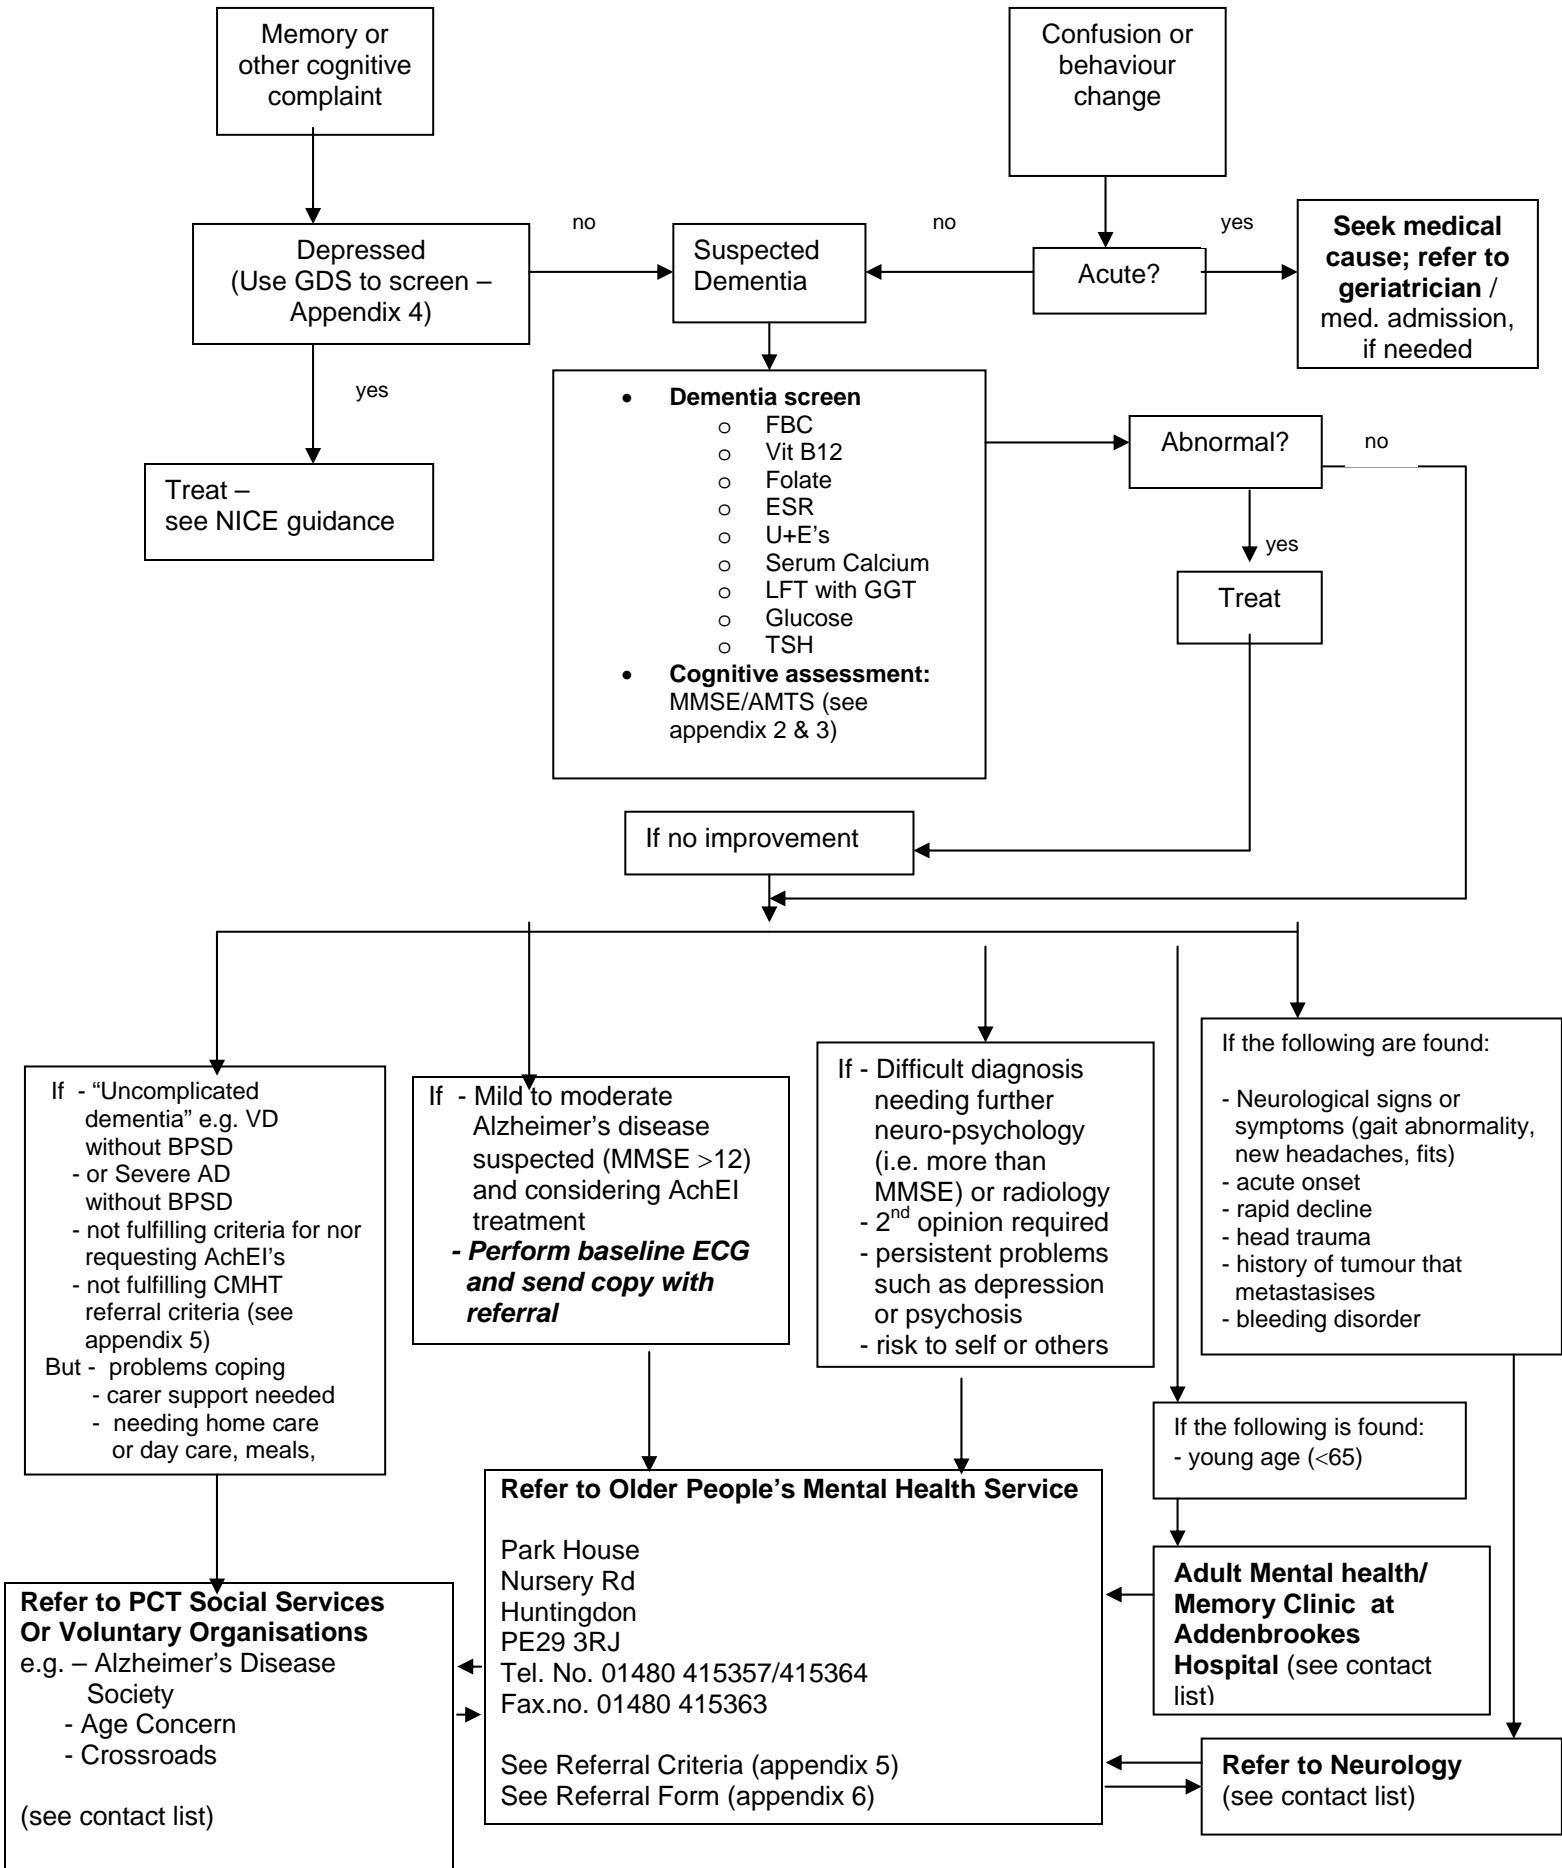 Memory or
other cognitive
complaint
Confusion or
behaviour
change
no
no
yes
Depressed
(Use GDS to screen –
Appendix 4)
Suspected
Dementia
Acute?
Seek medical
cause; refer to
geriatrician /
med. admission,
if needed
yes
Treat –
see NICE guidance
• Dementia screen
o FBC
o Vit B12
o Folate
o ESR
o U+E's
o Serum Calcium
o LFT with GGT
o Glucose
o TSH
• Cognitive assessment:
MMSE/AMTS (see
appendix 2 & 3)
Abnormal?
no
yes
Treat
If no improvement
If - “Uncomplicated
dementia” e.g. VD
without BPSD
- or Severe AD
without BPSD
- not fulfilling criteria for nor
requesting AchEI's
- not fulfilling CMHT
referral criteria (see
appendix 5)
But - problems coping
- carer support needed
- needing home care
or day care, meals,
If - Mild to moderate
Alzheimer's disease
suspected (MMSE >12)
and considering AchEI
treatment
- Perform baseline ECG
and send copy with
referral
If - Difficult diagnosis
needing further
neuro-psychology
(i.e. more than
MMSE) or radiology
- 2nd opinion required
- persistent problems
such as depression
or psychosis
- risk to self or others
If the following are found:
- Neurological signs or
symptoms (gait abnormality,
new headaches, fits)
- acute onset
- rapid decline
- head trauma
- history of tumour that
metastasises
- bleeding disorder
If the following is found:
- young age (<65)
Refer to PCT Social Services
Or Voluntary Organisations
e.g. – Alzheimer's Disease
Society
- Age Concern
- Crossroads
(see contact list)
Refer to Older People's Mental Health Service
Park House
Nursery Rd
Huntingdon
PE29 3RJ
Tel. No. 01480 415357/415364
Fax.no. 01480 415363
See Referral Criteria (appendix 5)
See Referral Form (appendix 6)
Adult Mental health/
Memory Clinic at
Addenbrookes
Hospital (see contact
list)
Refer to Neurology
(see contact list)